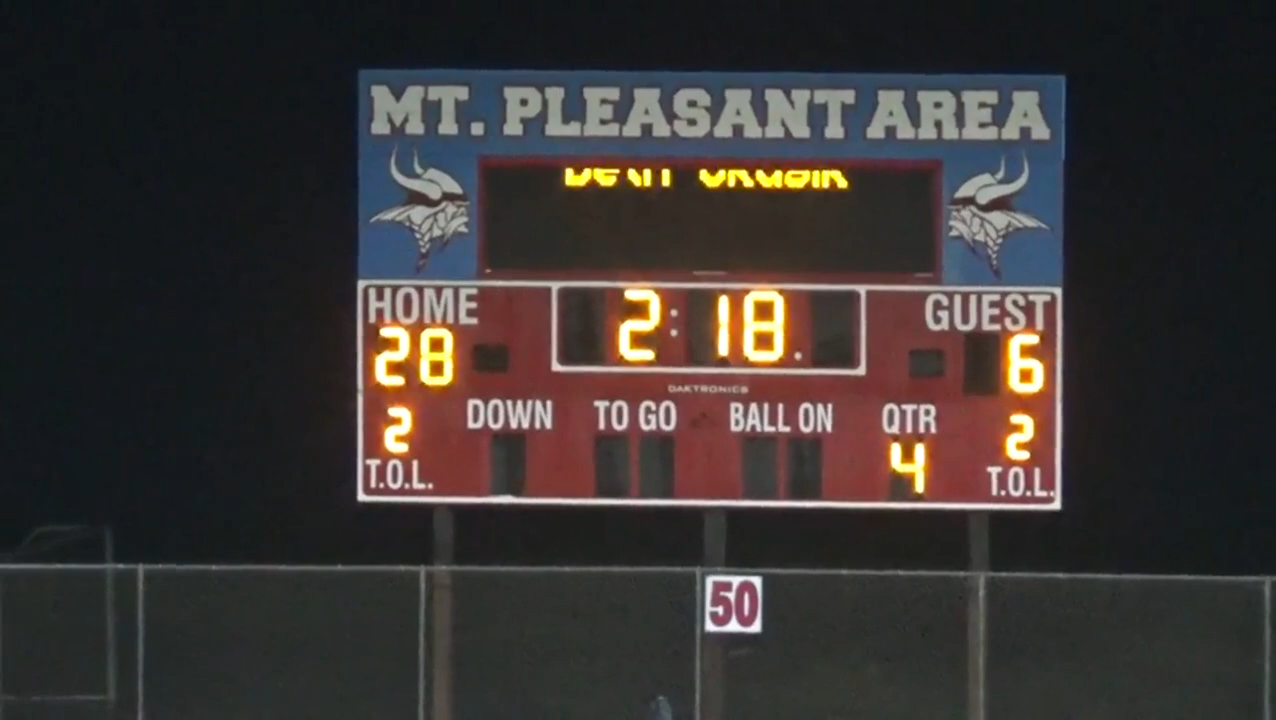 MT. PLEASANT AREA
HOME 2:18. GUEST
28 6
DAKTRONICS
DOWN TO GO BALL ON QTR
2 4 2
T.O.L. T.O.L.
50